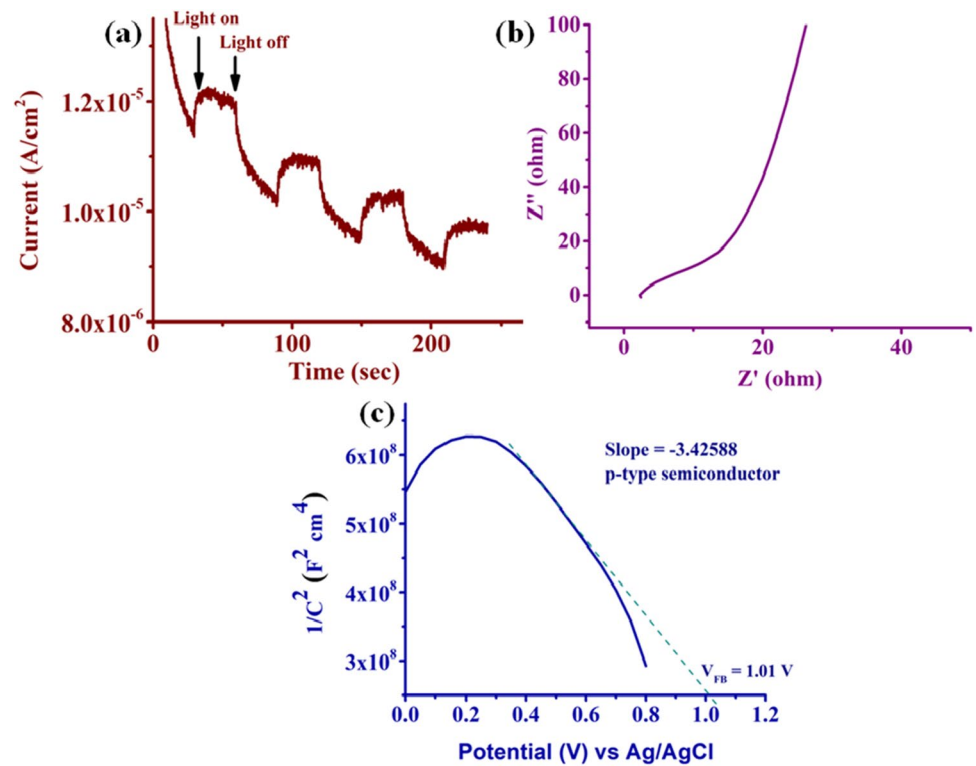 (a)
Light on
Light off
1.2x10⁻⁵
1.0x10⁻⁵
8.0x10⁻⁶
Current (A/cm²)
0 100 200
Time (sec)
(b)
100
80
60
40
20
0
Z" (ohm)
0 20 40
Z' (ohm)
(c)
6x10⁸
5x10⁸
4x10⁸
3x10⁸
1/C² (F² cm⁴)
Slope = -3.42588
p-type semiconductor
V_FB = 1.01 V
0.0 0.2 0.4 0.6 0.8 1.0 1.2
Potential (V) vs Ag/AgCl